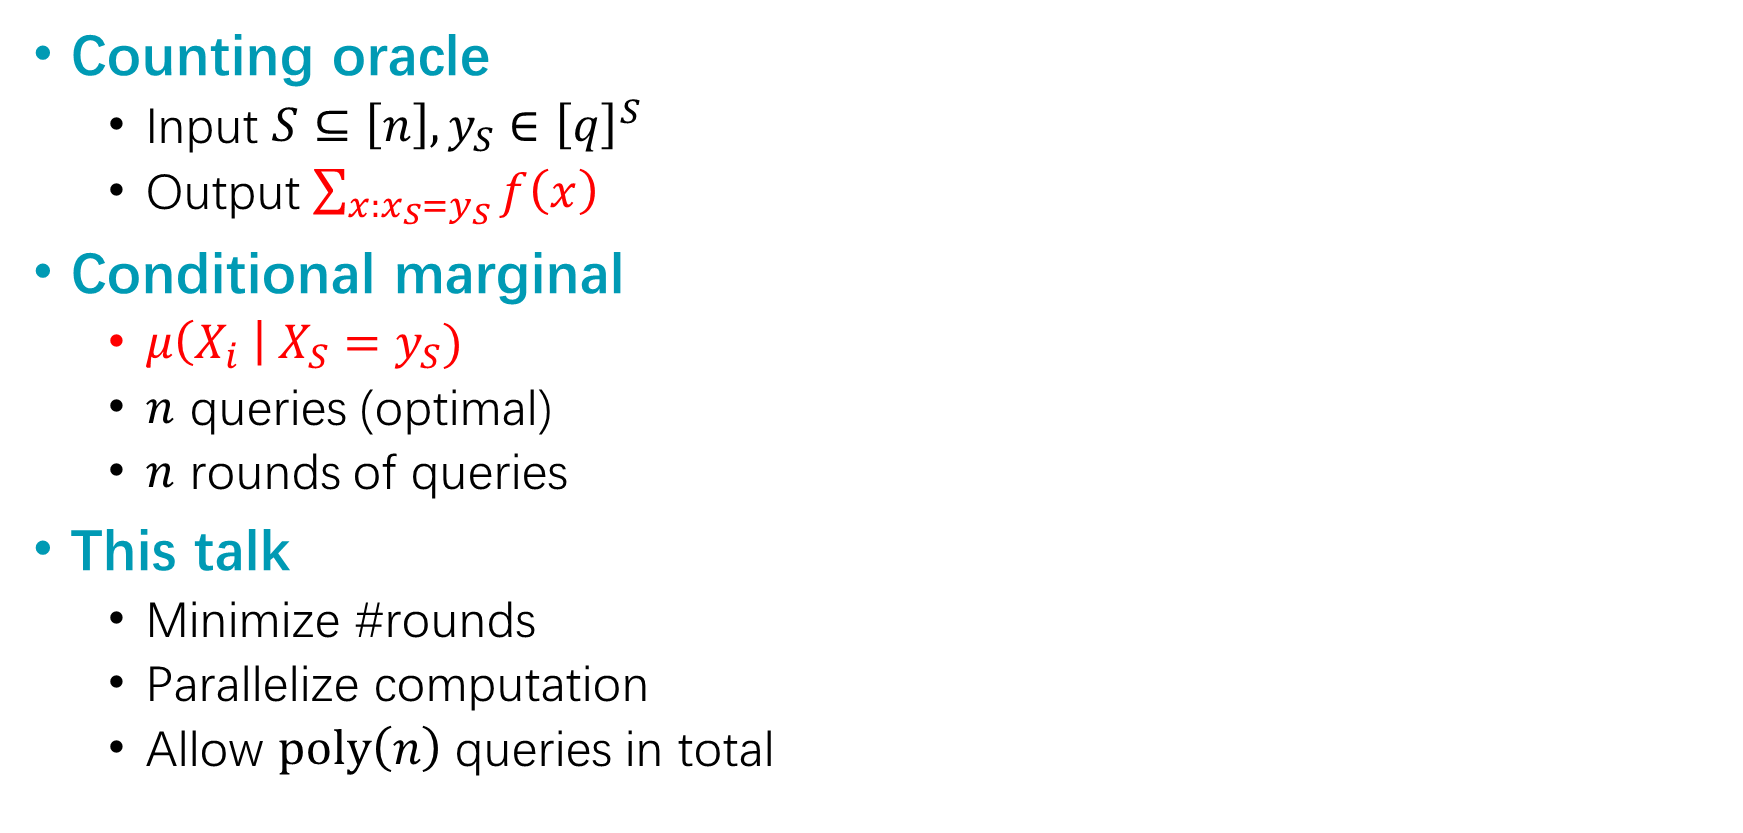 • Counting oracle
• Input 𝑆 ⊆ [𝑛], 𝑦_𝑆 ∈ [𝑞]^𝑆
• Output ∑_{𝑥:𝑥_𝑆=𝑦_𝑆} 𝑓(𝑥)
• Conditional marginal
• 𝜇(𝑋_𝑖 | 𝑋_𝑆 = 𝑦_𝑆)
• 𝑛 queries (optimal)
• 𝑛 rounds of queries
• This talk
• Minimize #rounds
• Parallelize computation
• Allow poly(𝑛) queries in total